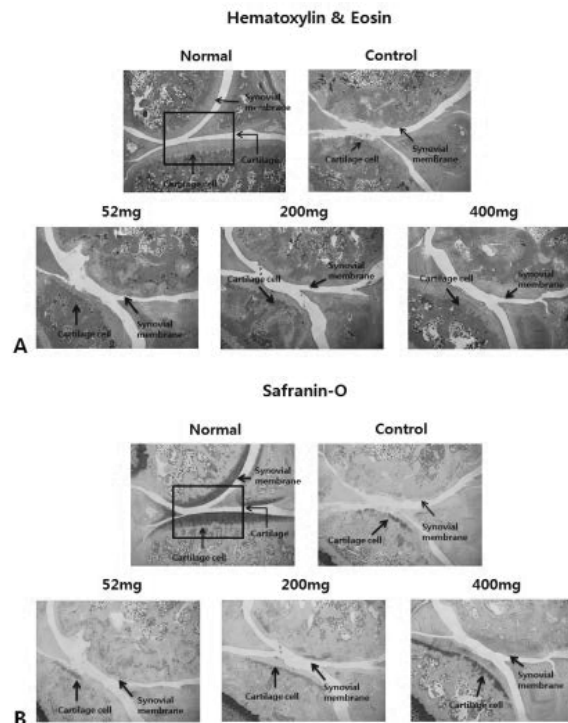 Hematoxylin & Eosin
Normal
Control
Synovial
membrane
Cartilage
Cartilage cell
Cartilage cell
Synovial
membrane
52mg
200mg
400mg
Cartilage cell
Synovial
membrane
Cartilage cell
Synovial
membrane
Cartilage cell
Synovial
membrane
A
Safranin-O
Normal
Control
Synovial
membrane
Cartilage
Cartilage cell
Cartilage cell
Synovial
membrane
52mg
200mg
400mg
Cartilage cell
Synovial
membrane
Cartilage cell
Synovial
membrane
Cartilage cell
Synovial
membrane
B